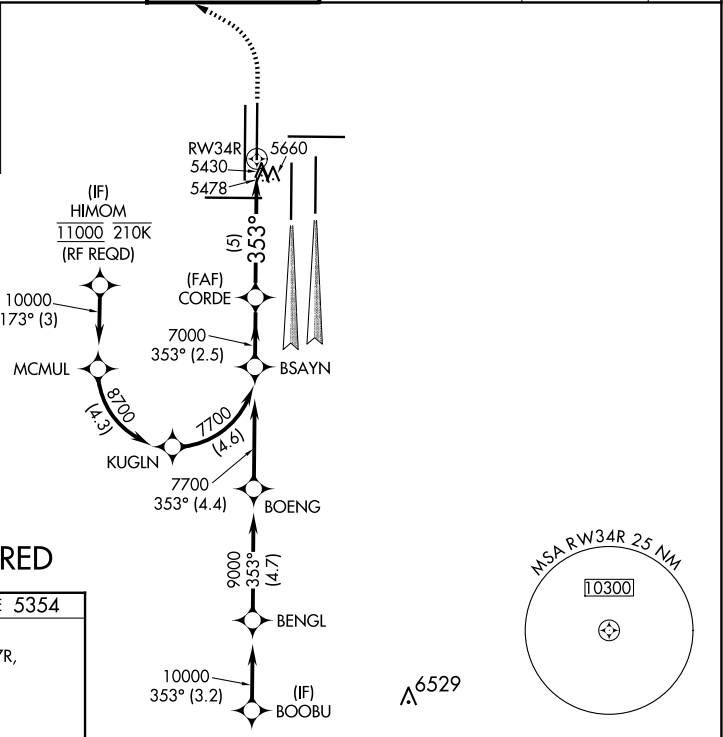 RW34R
5660
5430
5478
(IF)
HIMOM
11000 210K
(RF REQD)
(5)
353°
(FAF)
CORDE
10000
173° (3)
7000
353° (2.5)
MCMUL
BSAYN
8700
(4.3)
7700
(4.6)
KUGLN
7700
353° (4.4)
BOENG
MSA RW34R 25 NM
10300
RED
9000
353°
(4.7)
E 5354
BENGL
7R,
10000
353° (3.2)
(IF)
BOOBU
6529